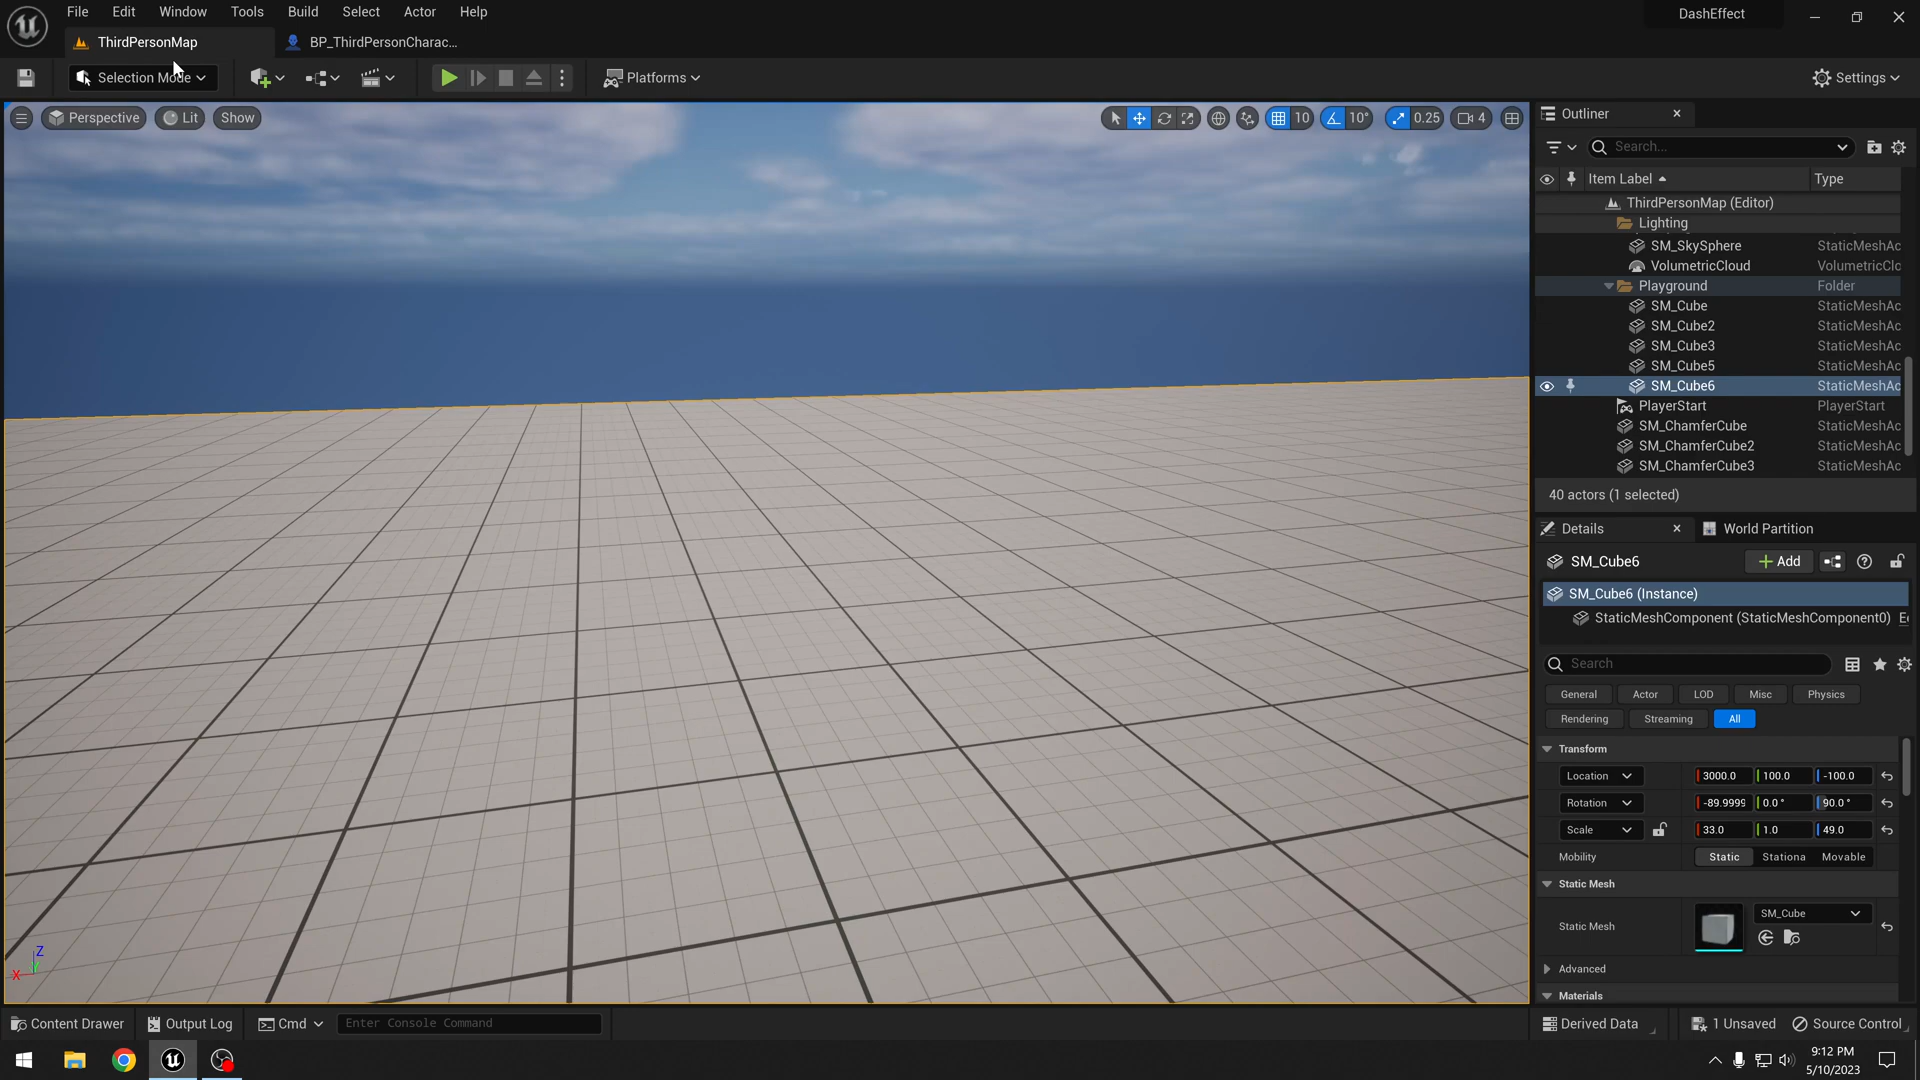 File Edit Window Tools Build Select Actor Help
DashEffect
ThirdPersonMap
BP_ThirdPersonCharac...
Selection Mode
Platforms
Settings
Perspective
Lit
Show
10
10°
0.25
4
Outliner
Search...
Item Label
Type
ThirdPersonMap (Editor)
Lighting
SM_SkySphere StaticMeshAc
VolumetricCloud VolumetricClo
Playground Folder
SM_Cube StaticMeshAc
SM_Cube2 StaticMeshAc
SM_Cube3 StaticMeshAc
SM_Cube5 StaticMeshAc
SM_Cube6 StaticMeshAc
PlayerStart PlayerStart
SM_ChamferCube StaticMeshAc
SM_ChamferCube2 StaticMeshAc
SM_ChamferCube3 StaticMeshAc
40 actors (1 selected)
Details
World Partition
SM_Cube6
Add
SM_Cube6 (Instance)
StaticMeshComponent (StaticMeshComponent0)
Search
General Actor LOD Misc Physics
Rendering Streaming All
Transform
Location 3000.0 100.0 -100.0
Rotation -89.9999 0.0 ° 90.0 °
Scale 33.0 1.0 49.0
Mobility Static Stationa Movable
Static Mesh
Static Mesh SM_Cube
Advanced
Materials
Z
X
Y
Content Drawer
Output Log
Cmd
Enter Console Command
Derived Data
1 Unsaved
Source Control
9:12 PM
5/10/2023